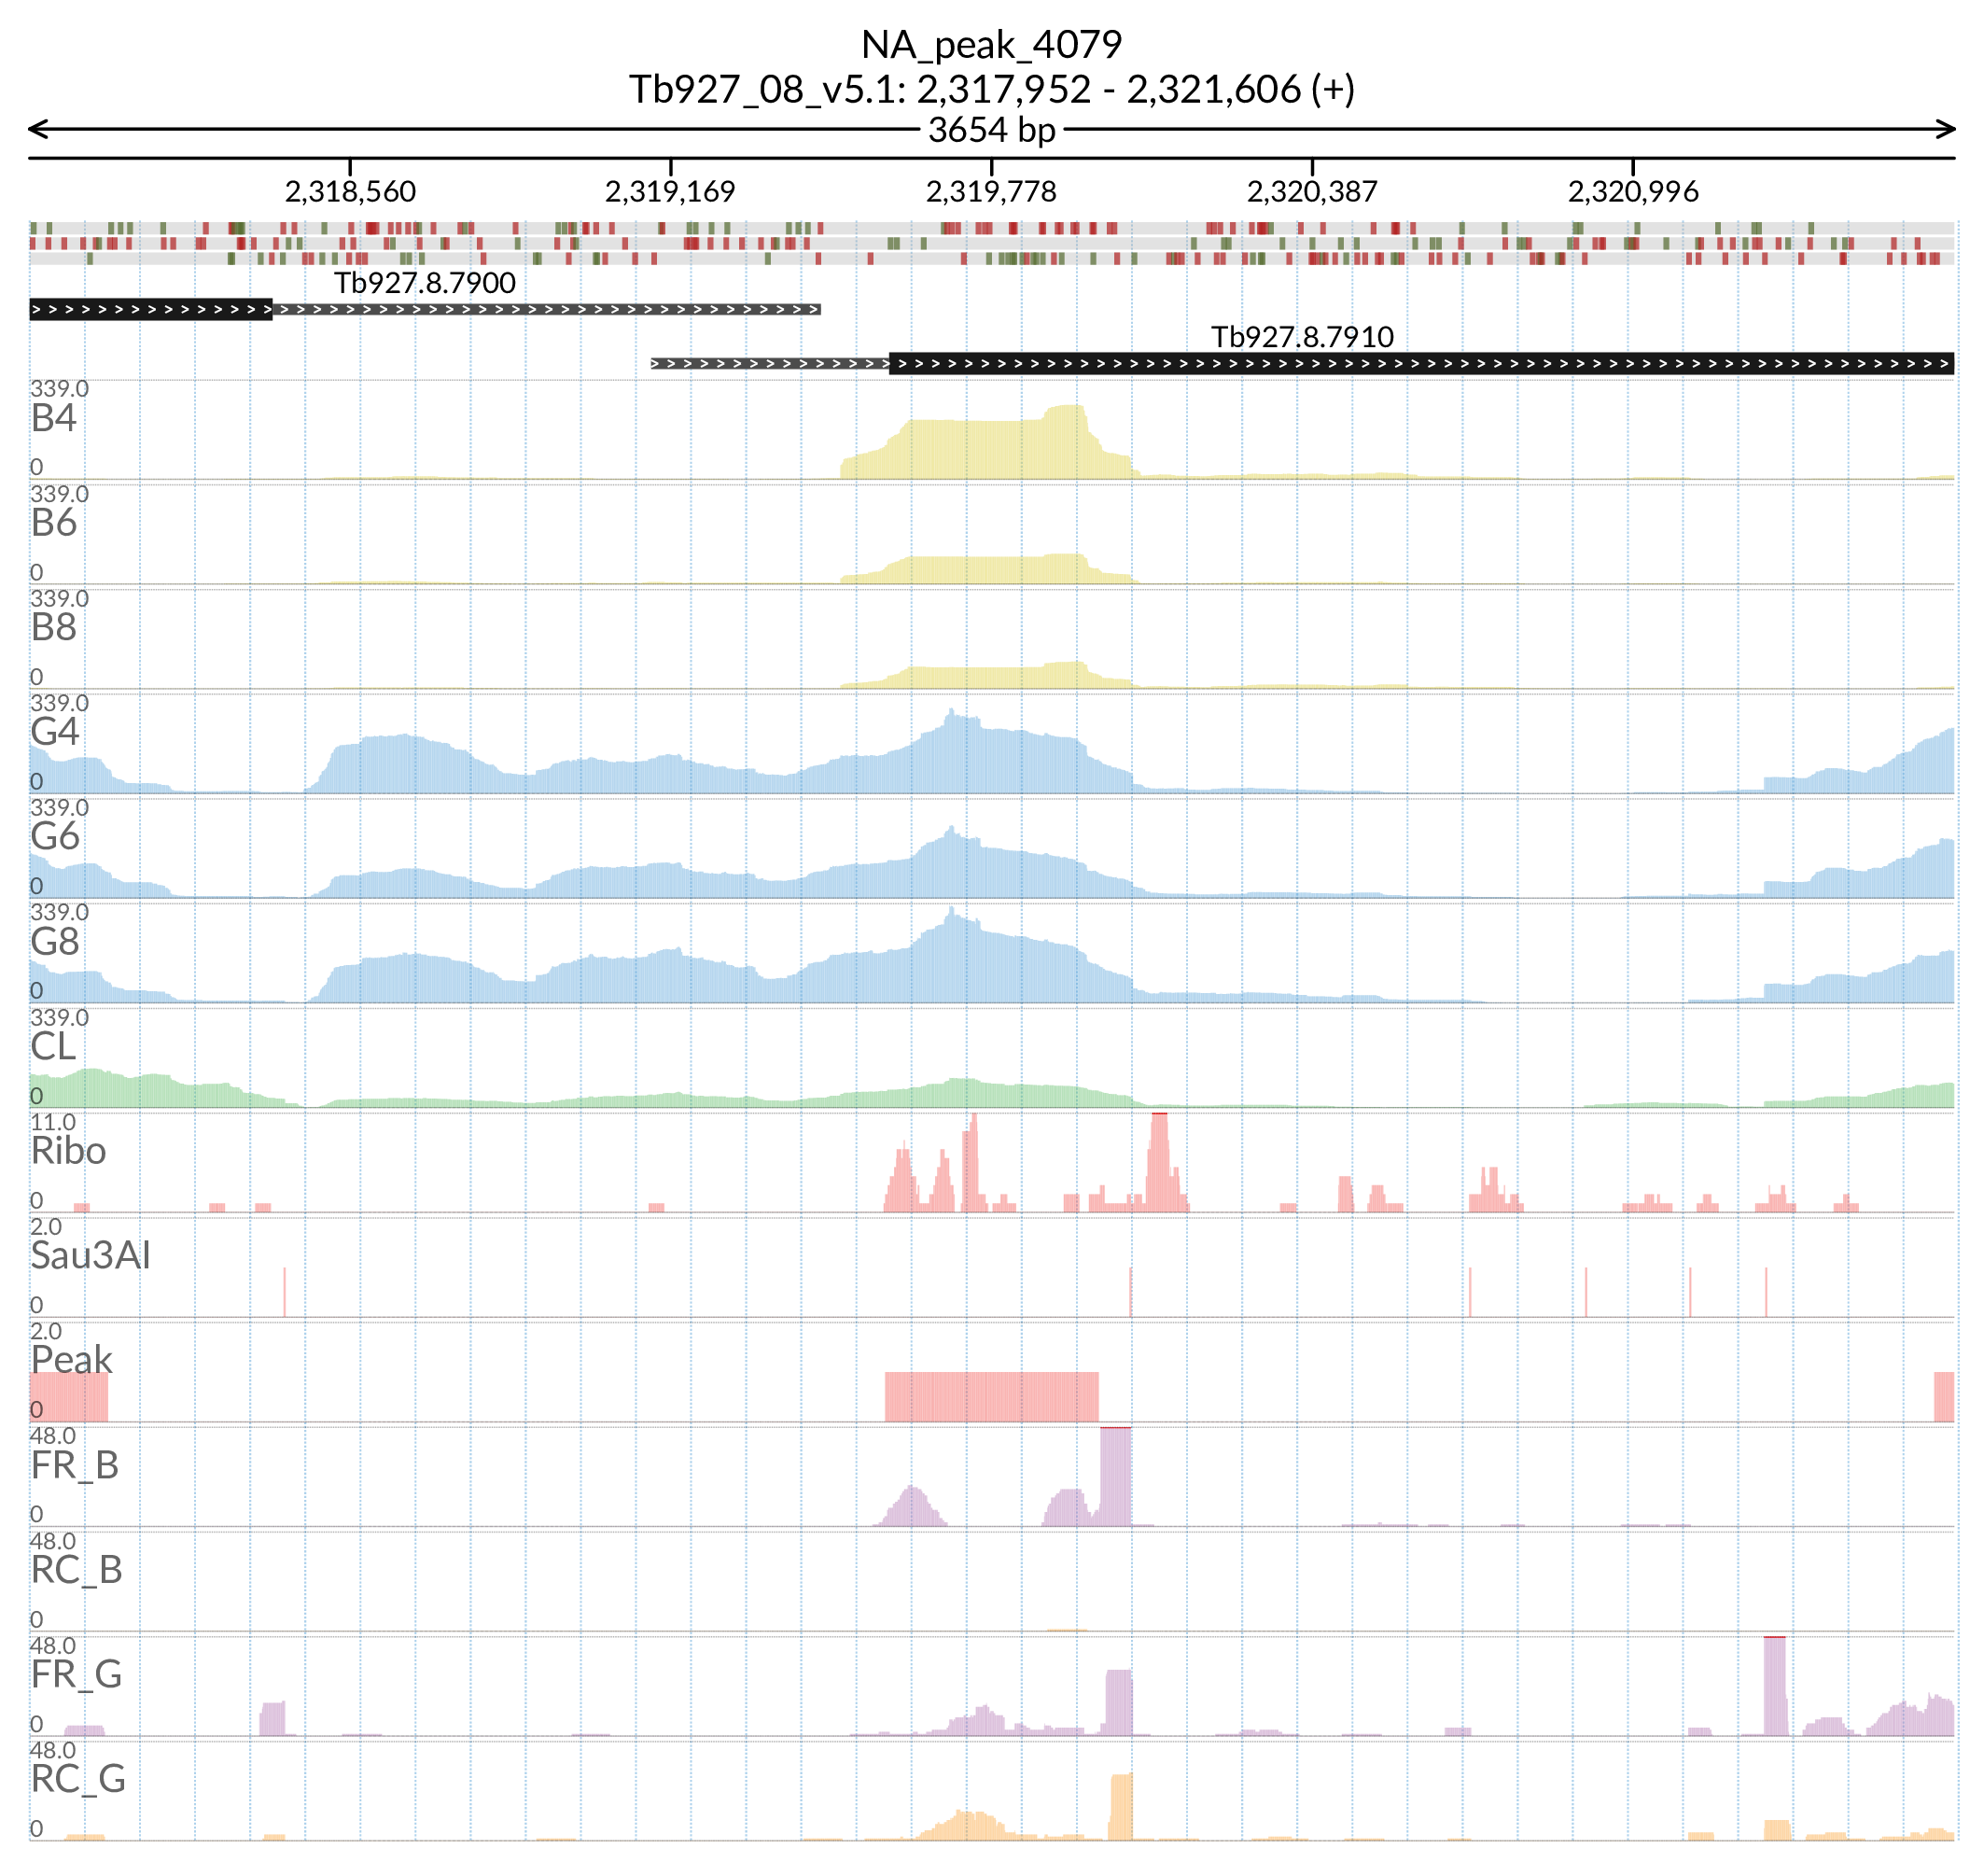 NA_peak_4079
Tb927_08_v5.1: 2,317,952 - 2,321,606 (+)
3654 bp
2,318,560 2,319,169 2,319,778 2,320,387 2,320,996
Tb927.8.7900
Tb927.8.7910
339.0
B4
0
339.0
B6
0
339.0
B8
0
339.0
G4
0
339.0
G6
0
339.0
G8
0
339.0
CL
0
11.0
Ribo
0
2.0
Sau3AI
0
2.0
Peak
0
48.0
FR_B
0
48.0
RC_B
0
48.0
FR_G
0
48.0
RC_G
0